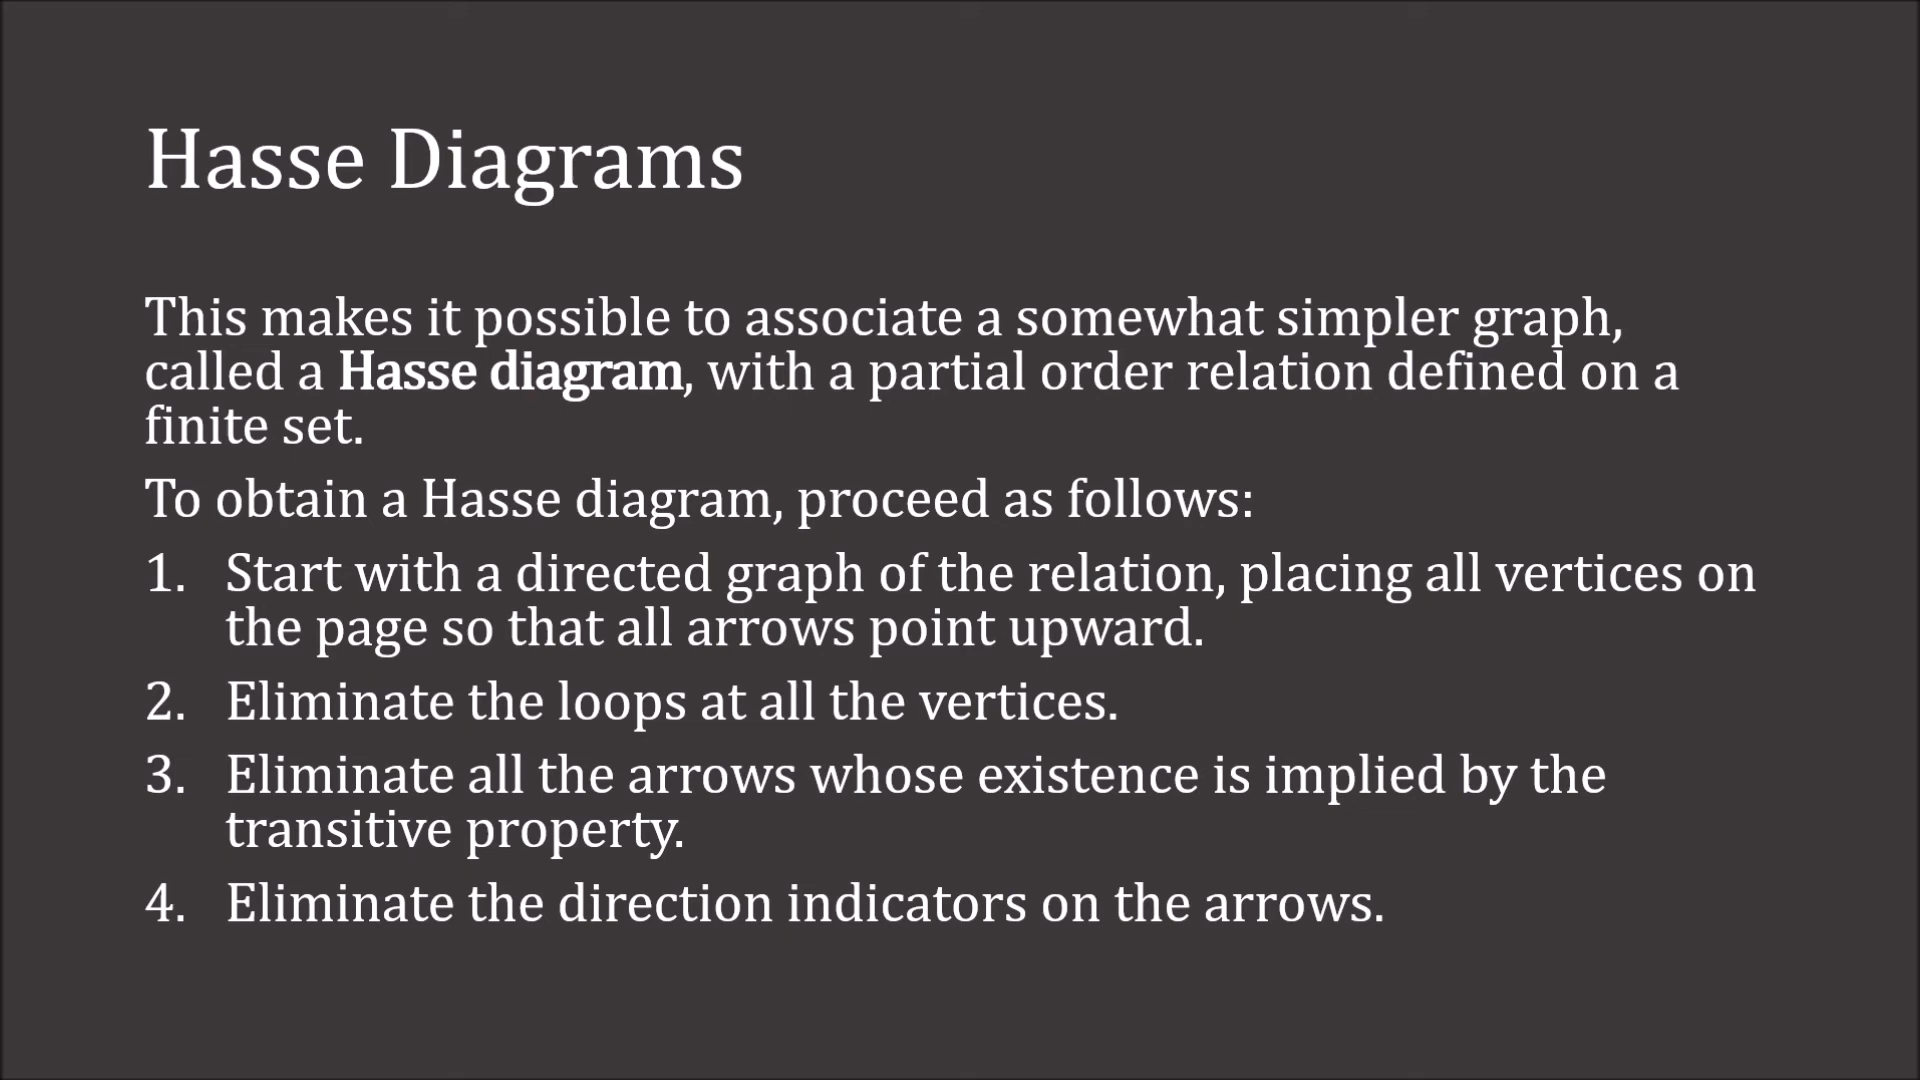 Hasse Diagrams
This makes it possible to associate a somewhat simpler graph,
called a Hasse diagram, with a partial order relation defined on a
finite set.
To obtain a Hasse diagram, proceed as follows:
1. Start with a directed graph of the relation, placing all vertices on
the page so that all arrows point upward.
2. Eliminate the loops at all the vertices.
3. Eliminate all the arrows whose existence is implied by the
transitive property.
4. Eliminate the direction indicators on the arrows.